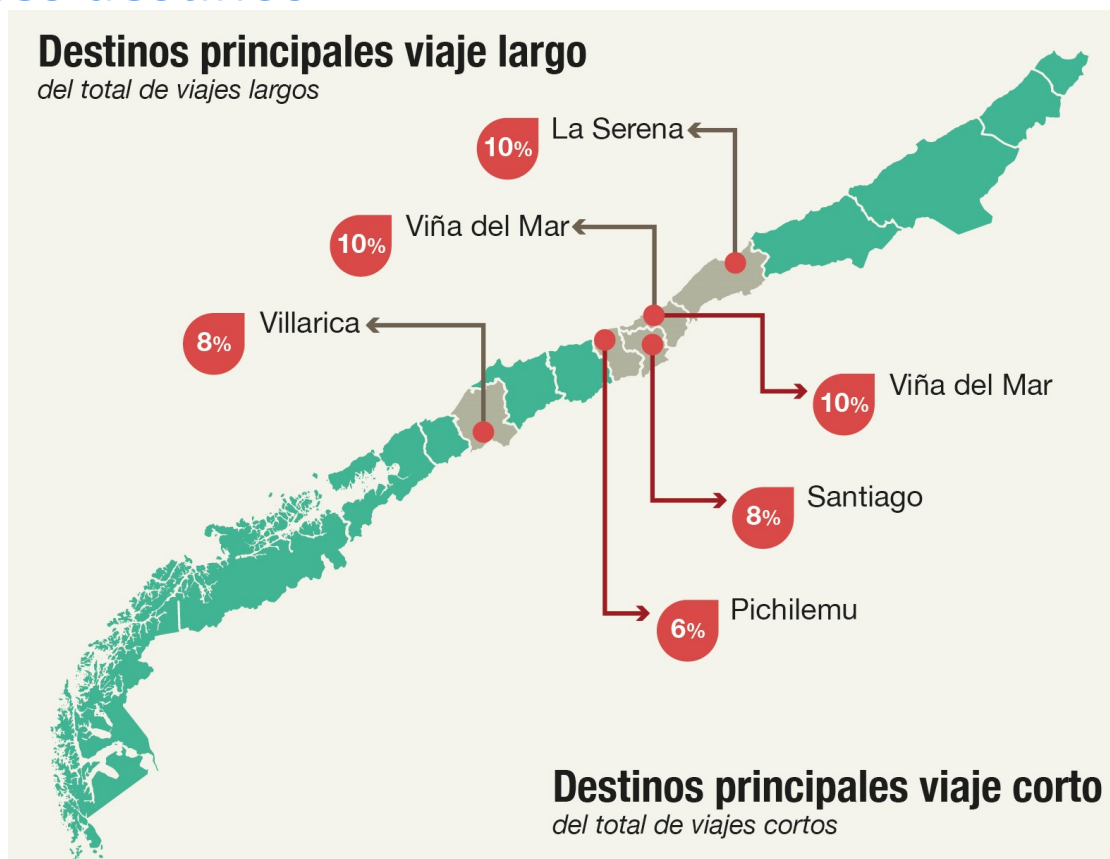 Destinos principales viaje largo
del total de viajes largos
10% La Serena
10% Viña del Mar
8% Villarica
10% Viña del Mar
8% Santiago
6% Pichilemu
Destinos principales viaje corto
del total de viajes cortos